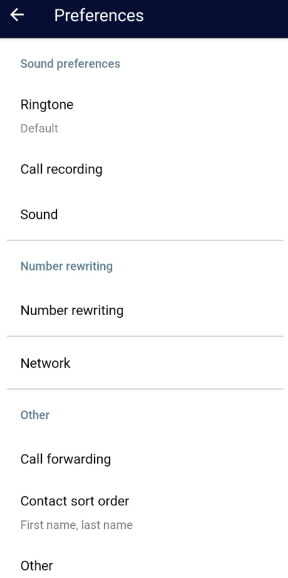 Preferences
Sound preferences
Ringtone
Default
Call recording
Sound
Number rewriting
Number rewriting
Network
Other
Call forwarding
Contact sort order
First name, last name
Other